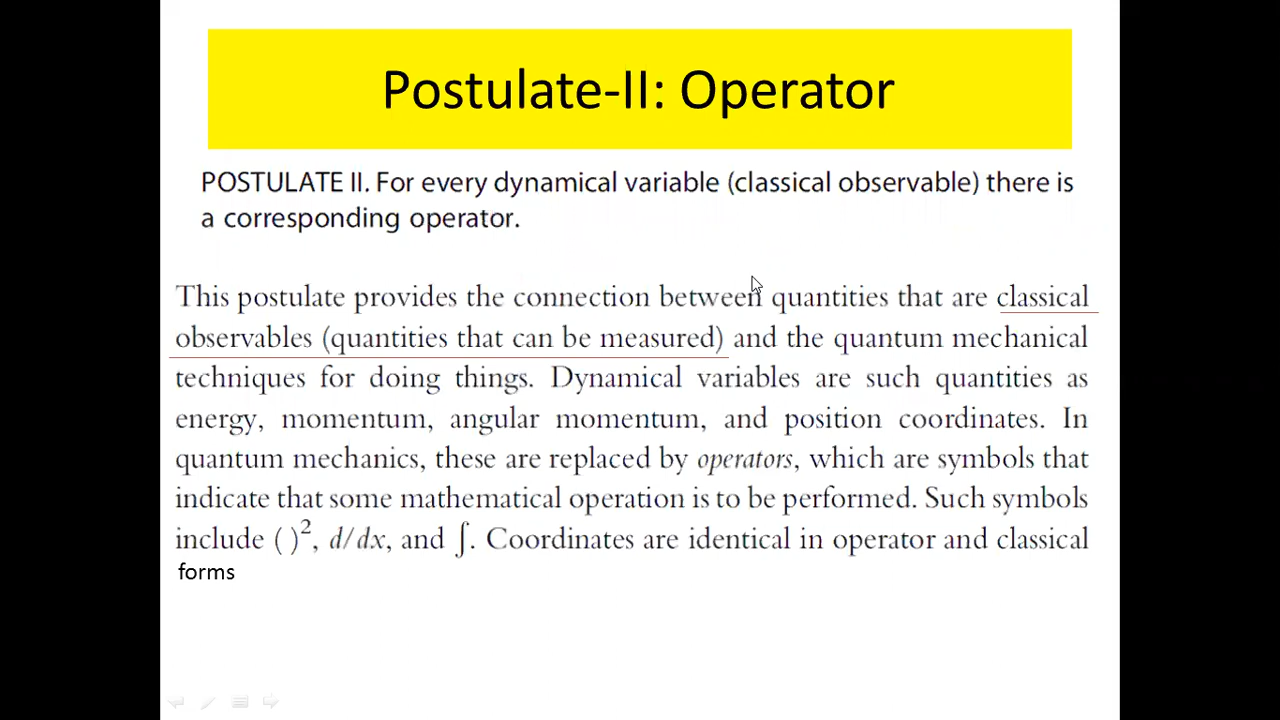 Postulate-II: Operator
POSTULATE II. For every dynamical variable (classical observable) there is
a corresponding operator.
This postulate provides the connection between quantities that are classical
observables (quantities that can be measured) and the quantum mechanical
techniques for doing things. Dynamical variables are such quantities as
energy, momentum, angular momentum, and position coordinates. In
quantum mechanics, these are replaced by operators, which are symbols that
indicate that some mathematical operation is to be performed. Such symbols
include ( )², d/dx, and ∫. Coordinates are identical in operator and classical
forms